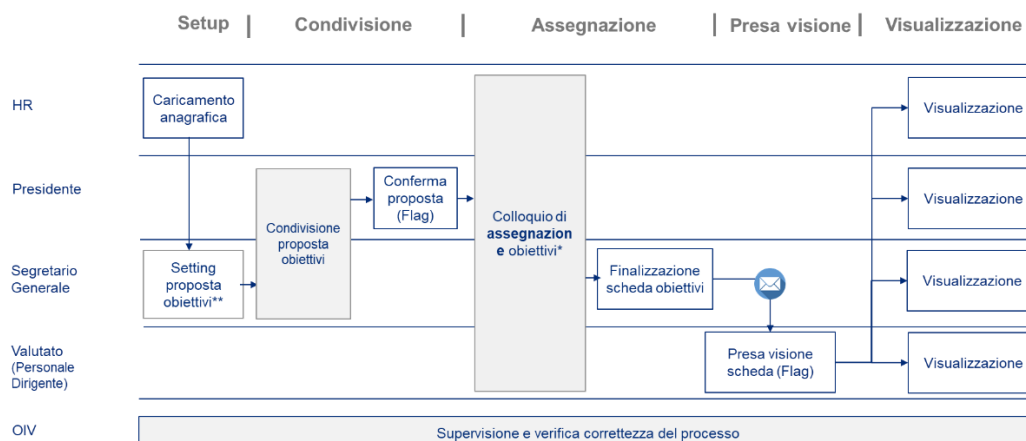 Setup | Condivisione | Assegnazione | Presa visione | Visualizzazione
HR
Caricamento
anagrafica
Visualizzazione
Presidente
Conferma
proposta
(Flag)
Visualizzazione
Condivisione
proposta
obiettivi
Colloquio di
assegnazion
e obiettivi*
Segretario
Generale
Setting
proposta
obiettivi**
Finalizzazione
scheda obiettivi
Visualizzazione
Valutato
(Personale
Dirigente)
Presa visione
scheda (Flag)
Visualizzazione
OIV
Supervisione e verifica correttezza del processo